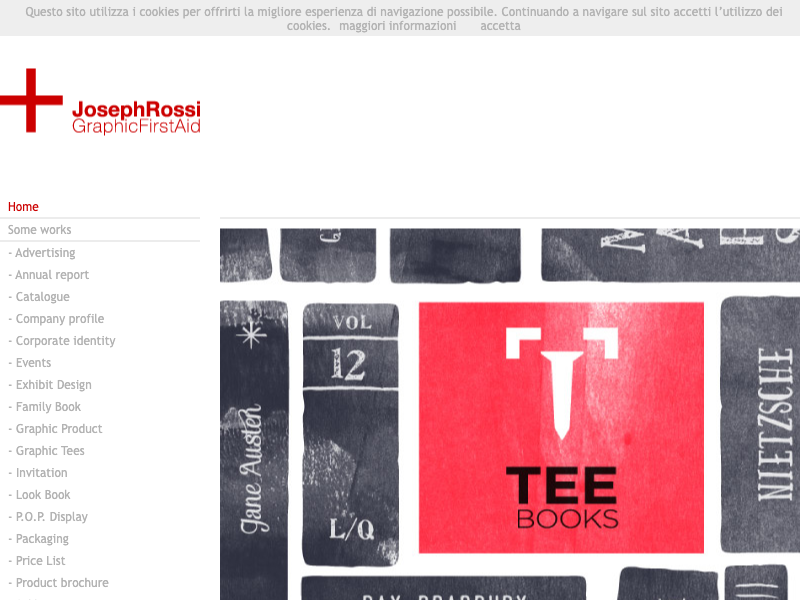 Questo sito utilizza i cookies per offrirti la migliore esperienza di navigazione possibile. Continuando a navigare sul sito accetti l'utilizzo dei
cookies. maggiori informazioni accetta
JosephRossi
GraphicFirstAid
Home
Some works
- Advertising
- Annual report
- Catalogue
- Company profile
- Corporate identity
- Events
- Exhibit Design
- Family Book
- Graphic Product
- Graphic Tees
- Invitation
- Look Book
- P.O.P. Display
- Packaging
- Price List
- Product brochure
VOL
12
Jane Austen
L/Q
TEE
BOOKS
NIETZSCHE
RAY BRADBURY